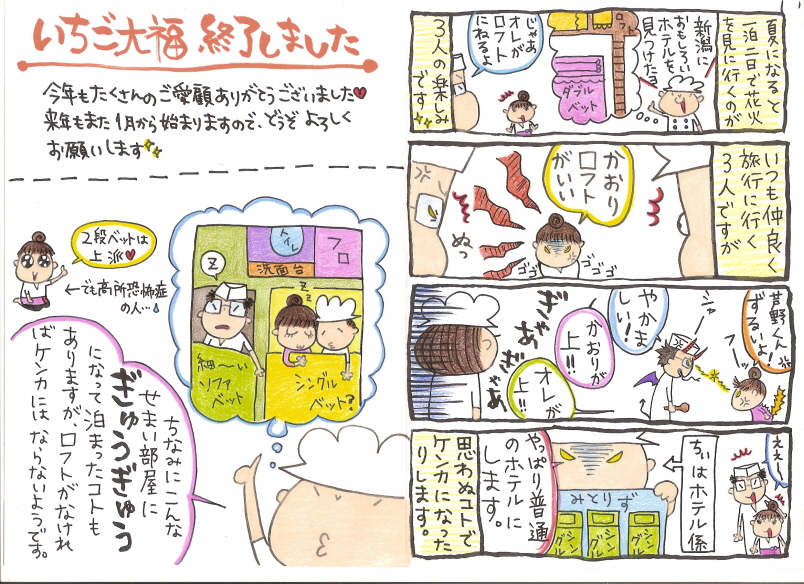 いちご大福 終了しました
今年もたくさんのご愛顧ありがとうございました♥
来年もまた1月から始まりますので、どうぞよろしく
お願いします
夏になると
一泊二日で花火
を見に行くのが
3人の楽しみ
です
新潟に
おもしろい
ホテルを
見つけたョ
ロフト
ダブル
ベット
じゃあ
オレが
ロフト
にねるよ
いつも仲良く
旅行に行く
3人ですが
かおり
ロフト
がいい
ぬっ
ゴゴゴ
ゴゴゴ
芦野くん
ずるいよ!
シャー
フーッ
やかま
しい!
かおりが
上!!
オレが
上!!
ぎゃあ
ぎゃあ
ええ〜
ちぃはホテル係
みとりず
シングル
シングル
シングル
やっぱり普通
のホテルに
します。
思わぬコトで
ケンカになった
りします。
2段ベットは
上派♥
←でも高所恐怖症
の人…
トイレ
フロ
洗面台
Z
Z
Z
細〜い
ソファ
ベット
シングル
ベット?
ちなみにこんな
せまい部屋に
ぎゅうぎゅう
になって泊まったコトも
ありますが、ロフトがなけれ
ばケンカにはならないようです。